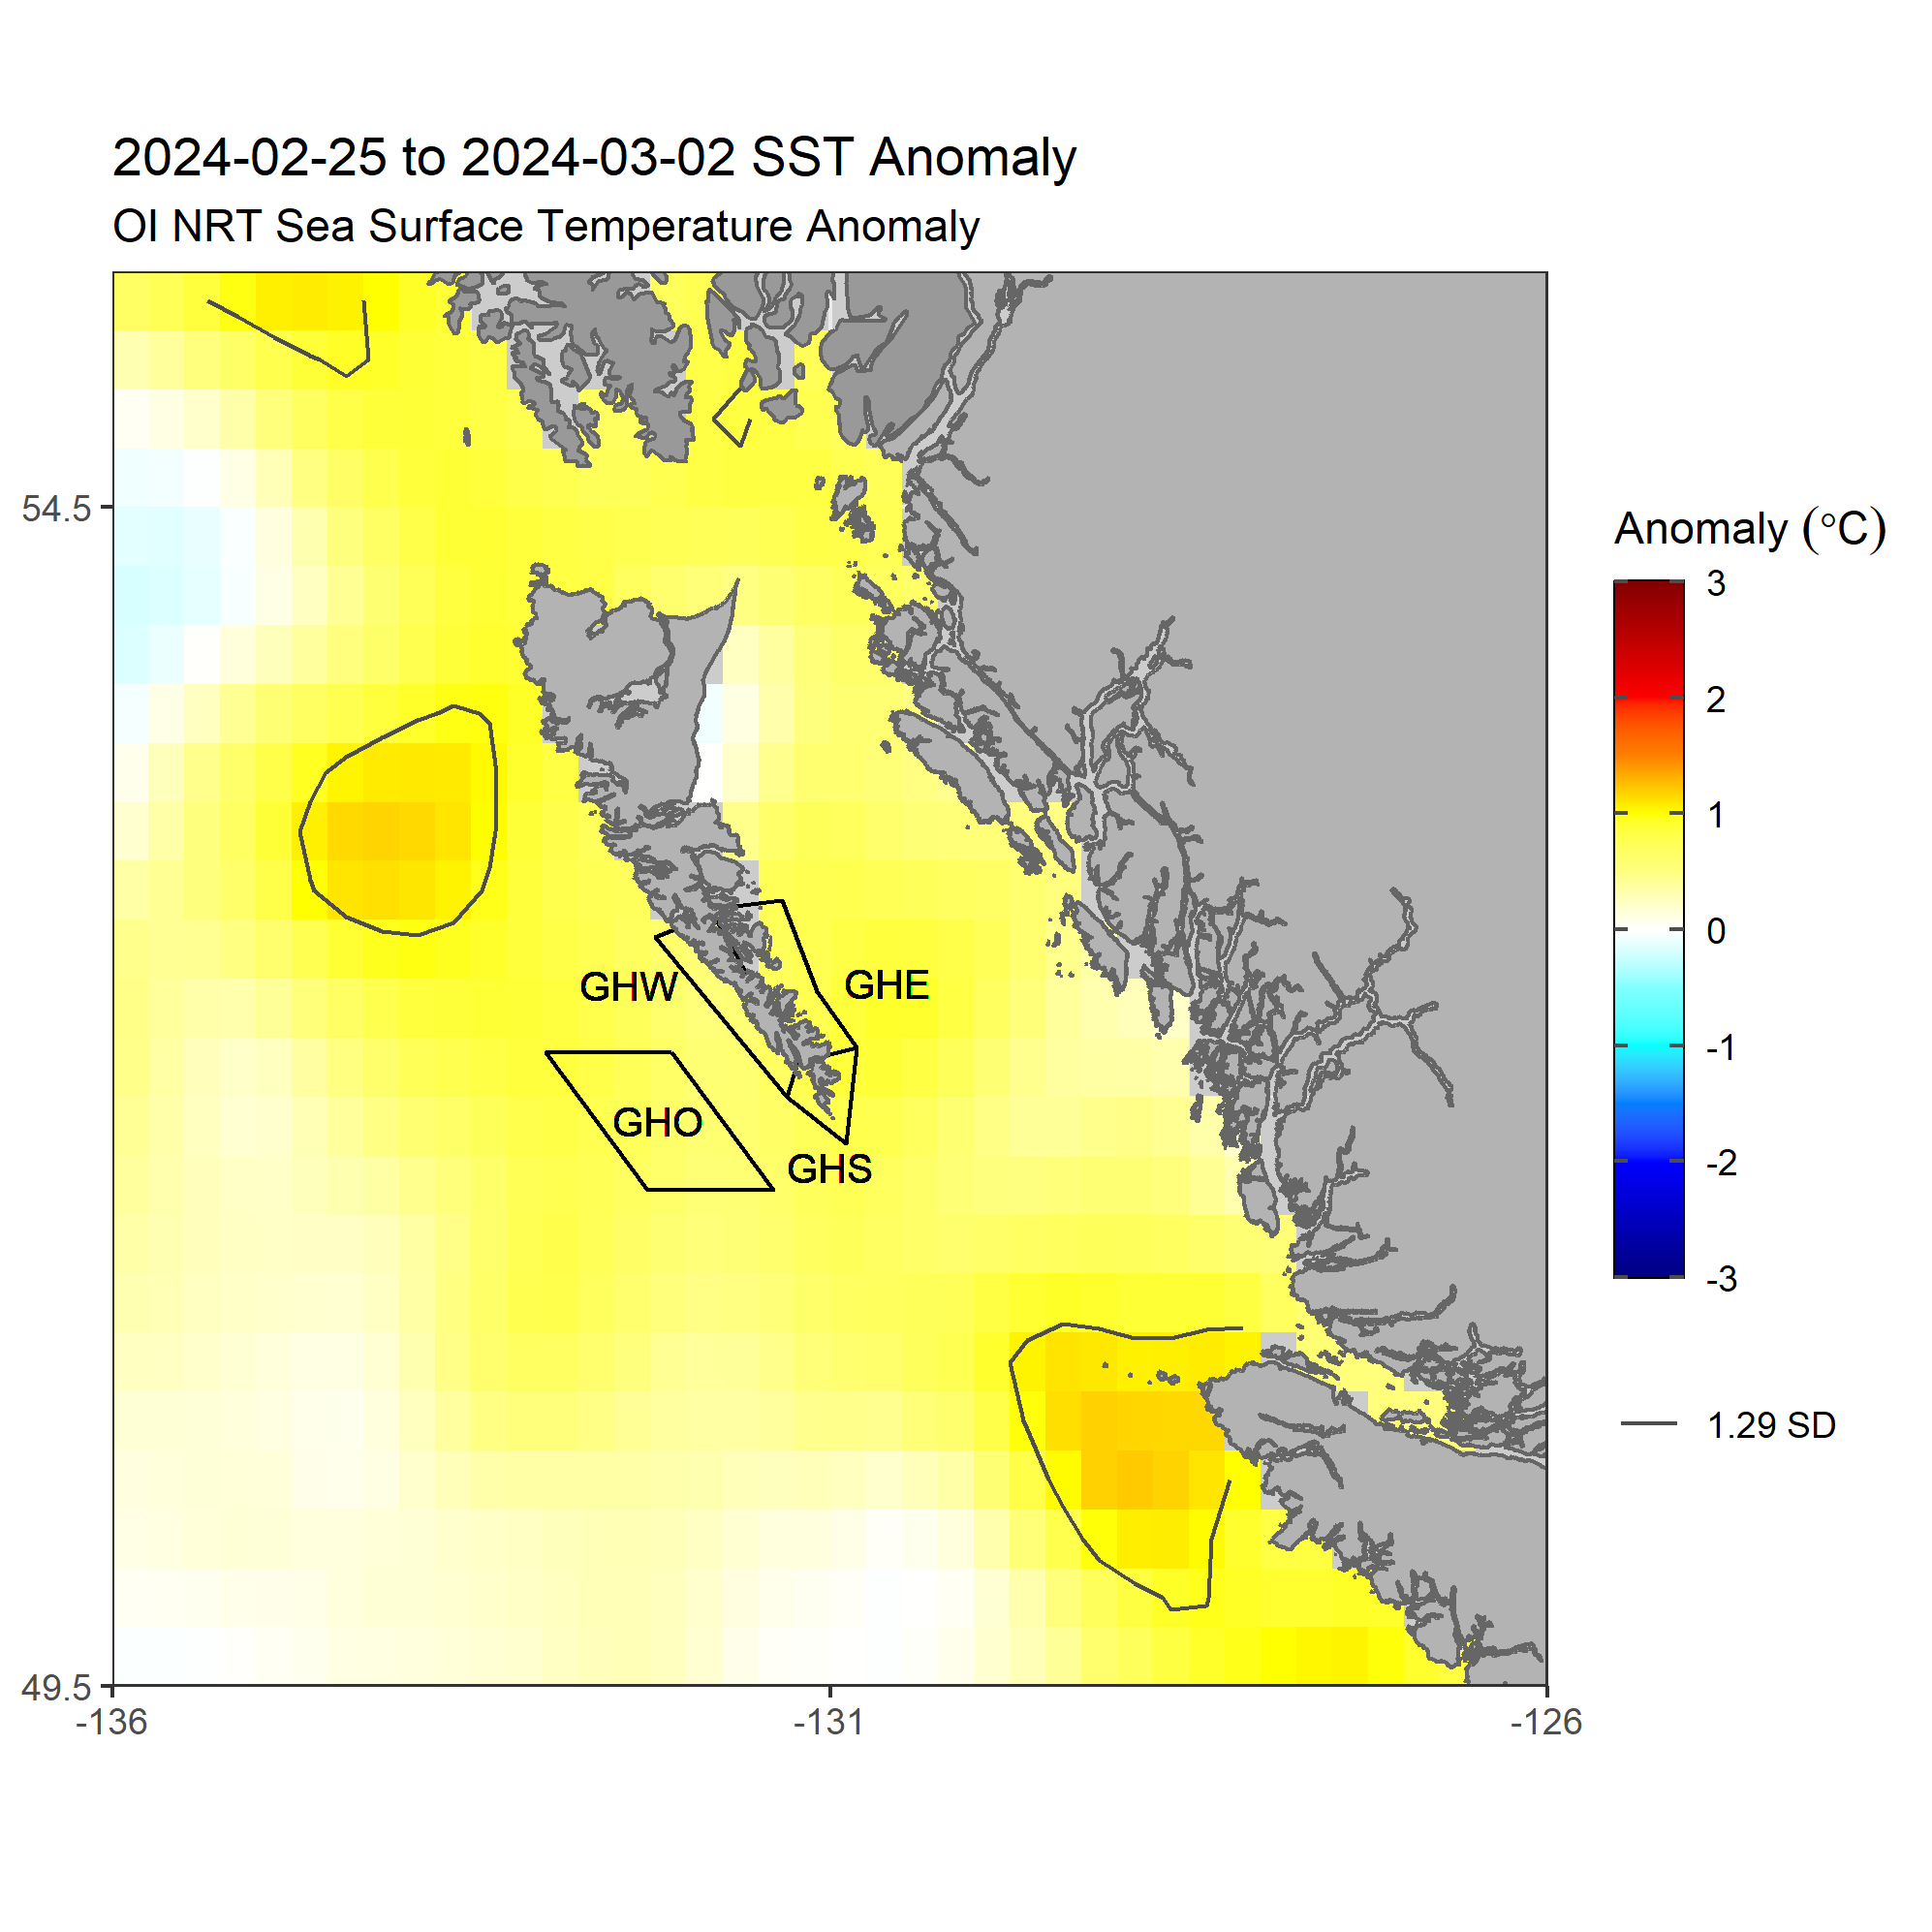 2024-02-25 to 2024-03-02 SST Anomaly
OI NRT Sea Surface Temperature Anomaly
54.5
49.5
-136
-131
-126
GHW
GHE
GHO
GHS
Anomaly (°C)
3
2
1
0
-1
-2
-3
1.29 SD